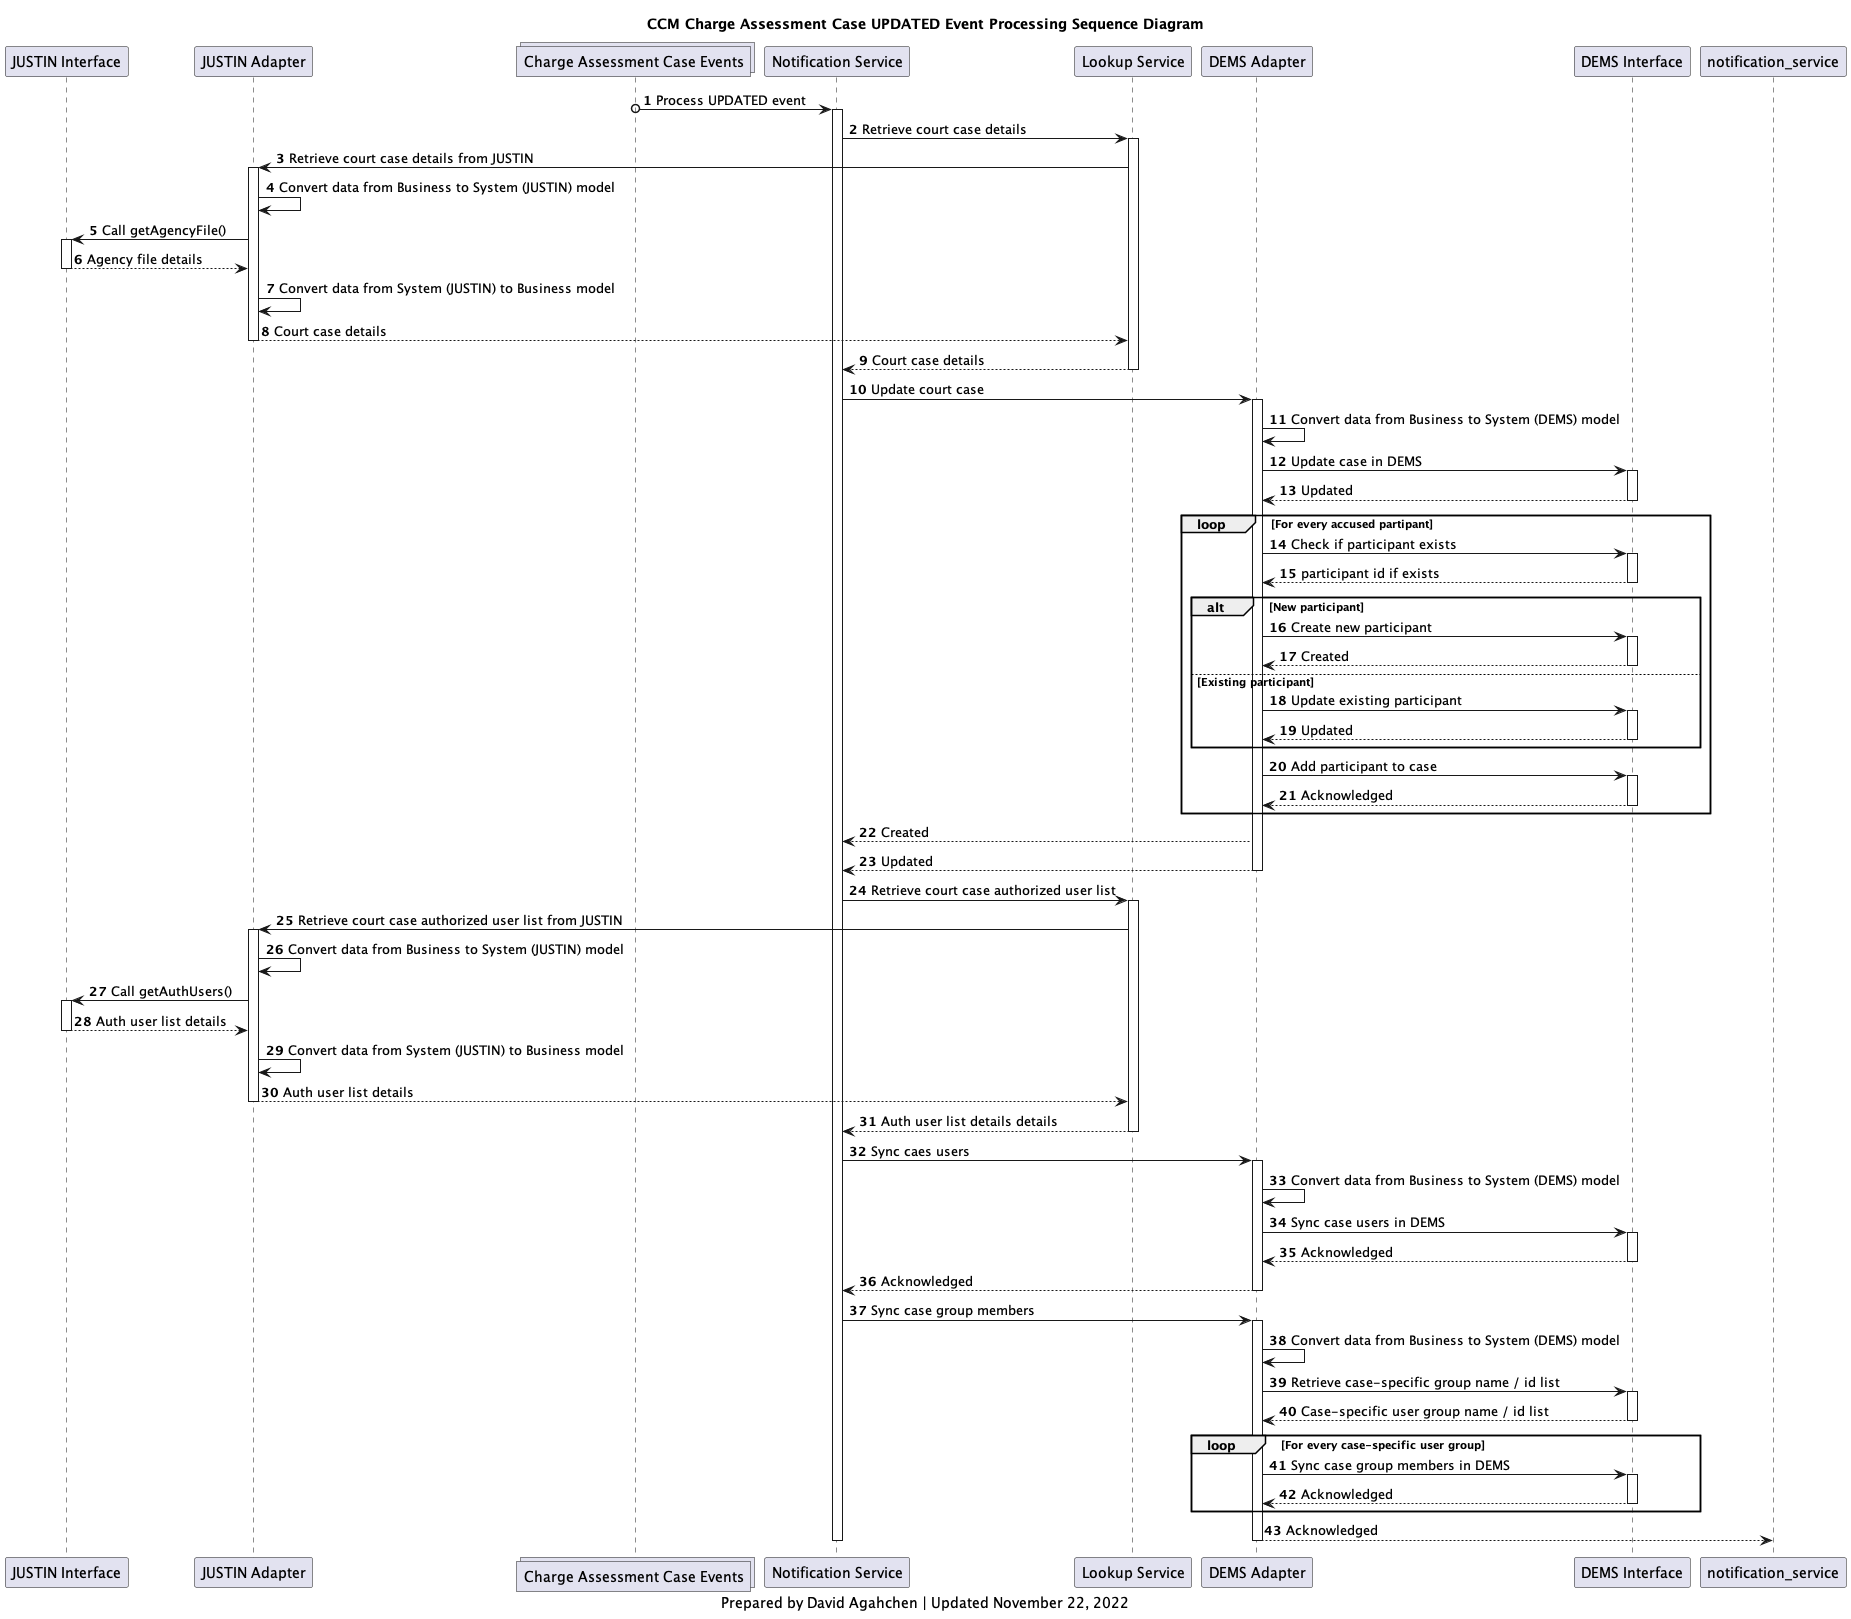 CCM Charge Assessment Case UPDATED Event Processing Sequence Diagram
JUSTIN Interface
JUSTIN Adapter
Charge Assessment Case Events
Notification Service
Lookup Service
DEMS Adapter
DEMS Interface
notification_service
1 Process UPDATED event
2 Retrieve court case details
3 Retrieve court case details from JUSTIN
4 Convert data from Business to System (JUSTIN) model
5 Call getAgencyFile()
6 Agency file details
7 Convert data from System (JUSTIN) to Business model
8 Court case details
9 Court case details
10 Update court case
11 Convert data from Business to System (DEMS) model
12 Update case in DEMS
13 Updated
loop [For every accused partipant]
14 Check if participant exists
15 participant id if exists
alt [New participant]
16 Create new participant
17 Created
[Existing participant]
18 Update existing participant
19 Updated
20 Add participant to case
21 Acknowledged
22 Created
23 Updated
24 Retrieve court case authorized user list
25 Retrieve court case authorized user list from JUSTIN
26 Convert data from Business to System (JUSTIN) model
27 Call getAuthUsers()
28 Auth user list details
29 Convert data from System (JUSTIN) to Business model
30 Auth user list details
31 Auth user list details details
32 Sync caes users
33 Convert data from Business to System (DEMS) model
34 Sync case users in DEMS
35 Acknowledged
36 Acknowledged
37 Sync case group members
38 Convert data from Business to System (DEMS) model
39 Retrieve case-specific group name / id list
40 Case-specific user group name / id list
loop [For every case-specific user group]
41 Sync case group members in DEMS
42 Acknowledged
43 Acknowledged
JUSTIN Interface
JUSTIN Adapter
Charge Assessment Case Events
Notification Service
Lookup Service
DEMS Adapter
DEMS Interface
notification_service
Prepared by David Agahchen | Updated November 22, 2022